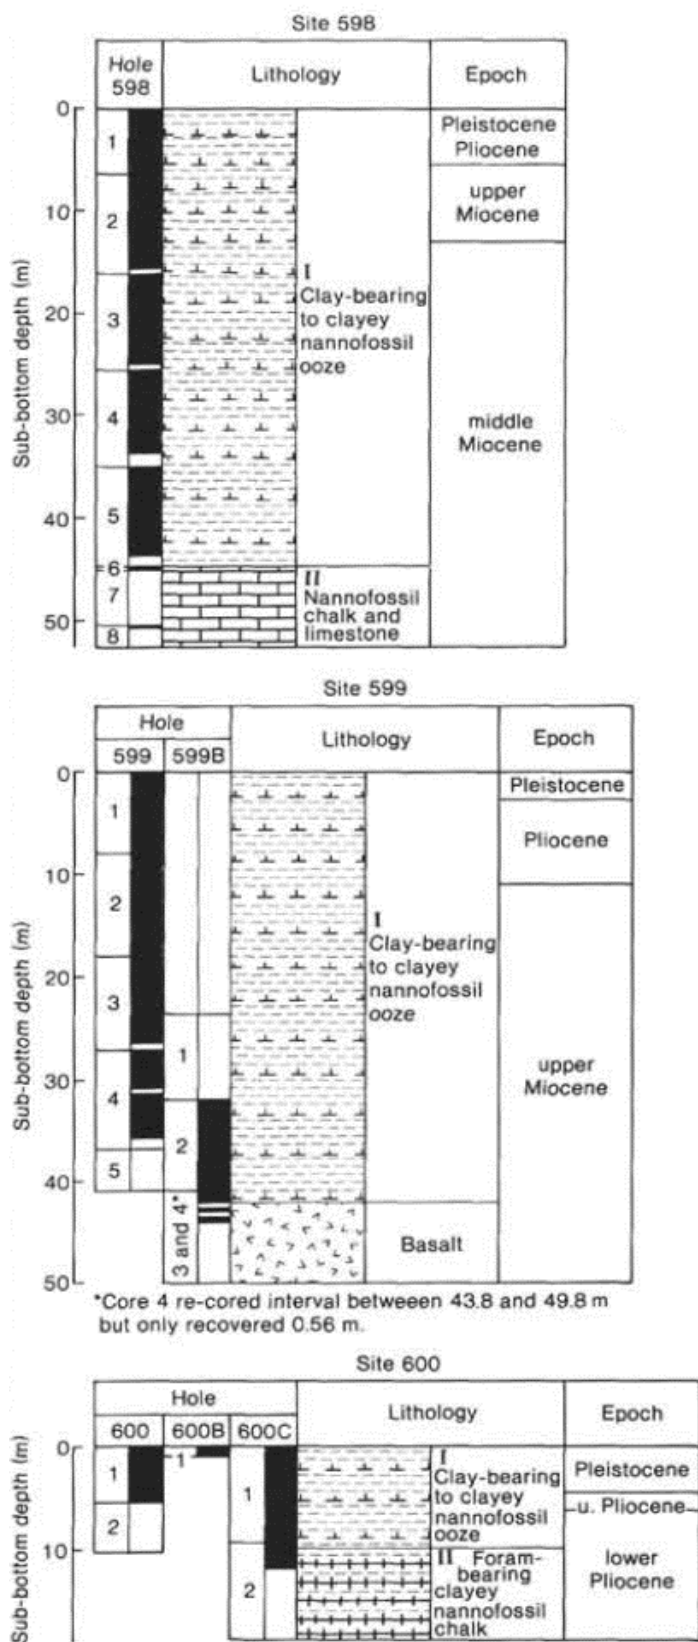 Site 598
Hole
598
Lithology
Epoch
Sub-bottom depth (m)
0
10
20
30
40
50
1
2
3
4
5
6
7
8
I
Clay-bearing
to clayey
nannofossil
ooze
II
Nannofossil
chalk and
limestone
Pleistocene
Pliocene
upper
Miocene
middle
Miocene
Site 599
Hole
599
599B
Lithology
Epoch
Sub-bottom depth (m)
0
10
20
30
40
50
1
2
3
4
5
1
2
3 and 4*
I
Clay-bearing
to clayey
nannofossil
ooze
Basalt
Pleistocene
Pliocene
upper
Miocene
*Core 4 re-cored interval betweeen 43.8 and 49.8 m
but only recovered 0.56 m.
Site 600
Hole
600
600B
600C
Lithology
Epoch
Sub-bottom depth (m)
0
10
1
2
1
1
2
I
Clay-bearing
to clayey
nannofossil
ooze
II Foram-
bearing
clayey
nannofossil
chalk
Pleistocene
u. Pliocene
lower
Pliocene